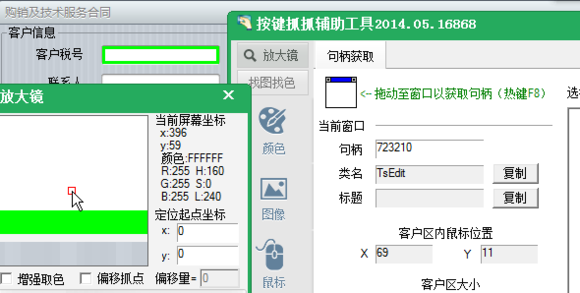 购销及技术服务合同
客户信息
客户税号
联系人
放大镜
当前屏幕坐标
x:396
y:59
颜色:FFFFFF
R:255 H:160
G:255 S:0
B:255 L:240
定位起点坐标
x: 0
y: 0
增强取色 偏移抓点 偏移量= 0
按键抓抓辅助工具2014.05.16868
放大镜
找图找色
颜色
图像
鼠标
句柄获取
<-拖动至窗口以获取句柄（热键F8）
选
当前窗口
句柄 723210
类名 TsEdit 复制
标题 复制
客户区内鼠标位置
X 69 Y 11
客户区大小